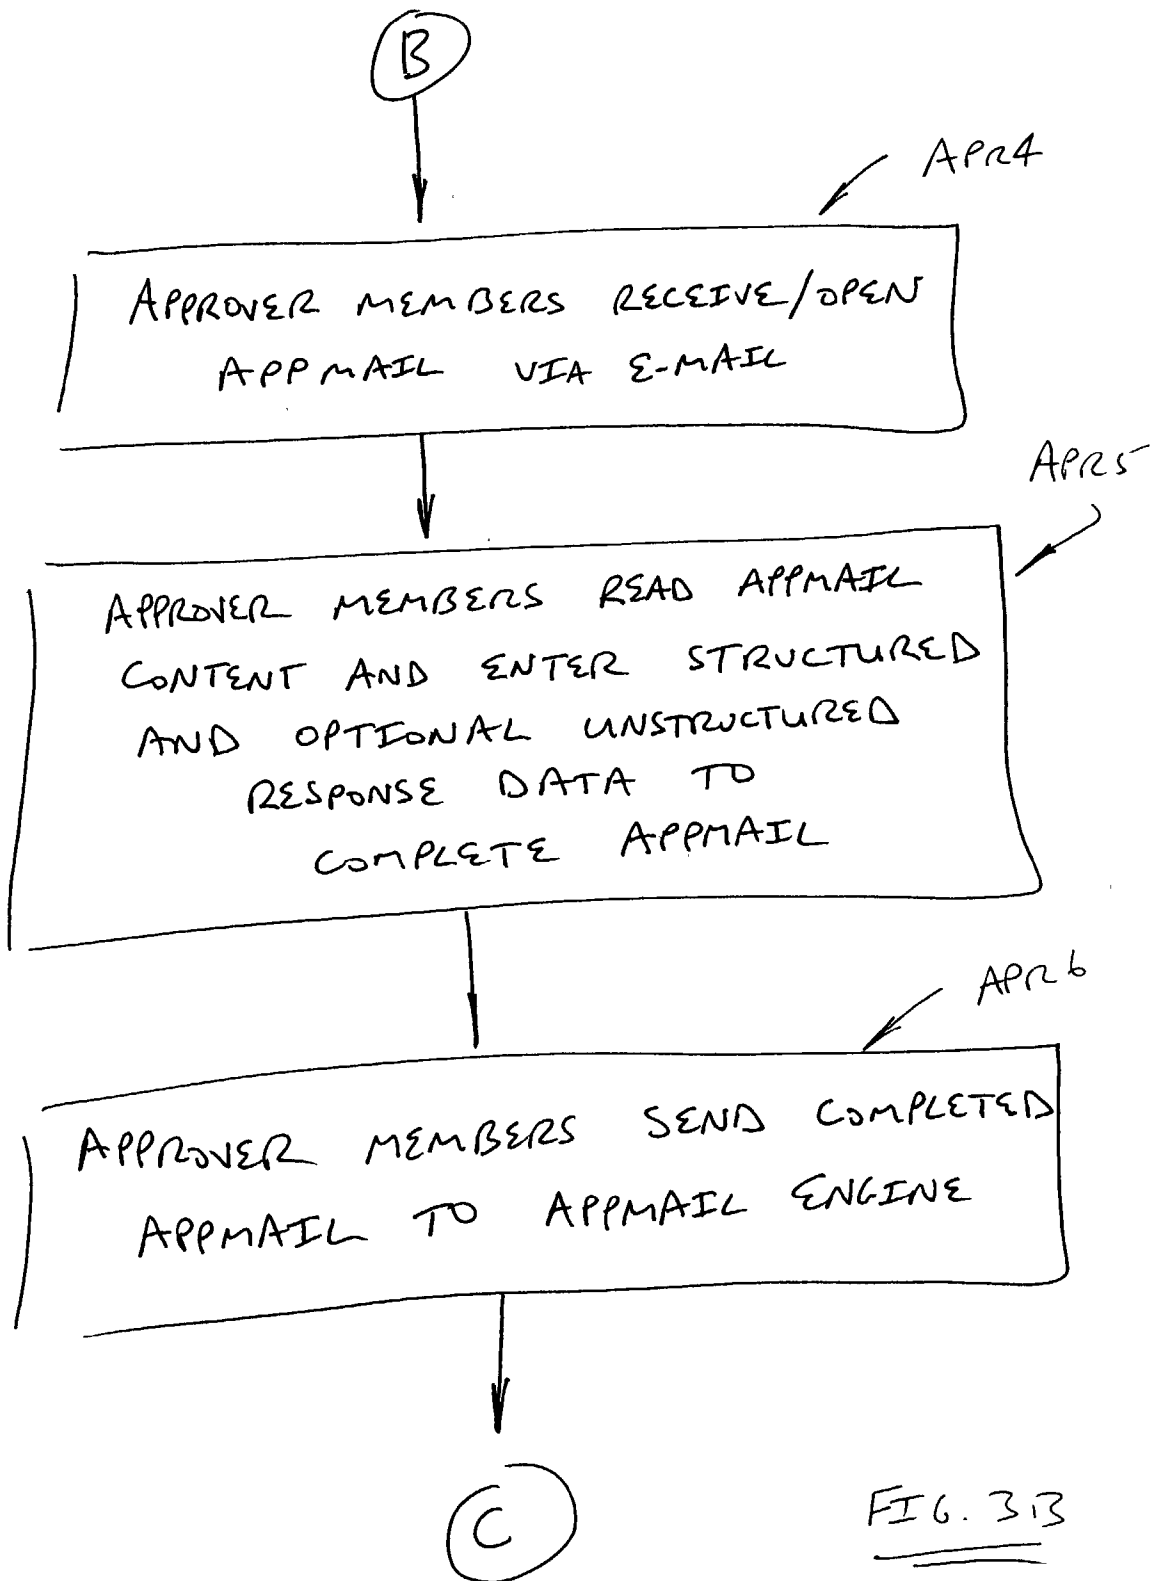 B
APR4
APPROVER MEMBERS RECEIVE/OPEN
APPMAIL VIA E-MAIL
APR5
APPROVER MEMBERS READ APPMAIL
CONTENT AND ENTER STRUCTURED
AND OPTIONAL UNSTRUCTURED
RESPONSE DATA TO
COMPLETE APPMAIL
APR6
APPROVER MEMBERS SEND COMPLETED
APPMAIL TO APPMAIL ENGINE
C
FIG. 3B